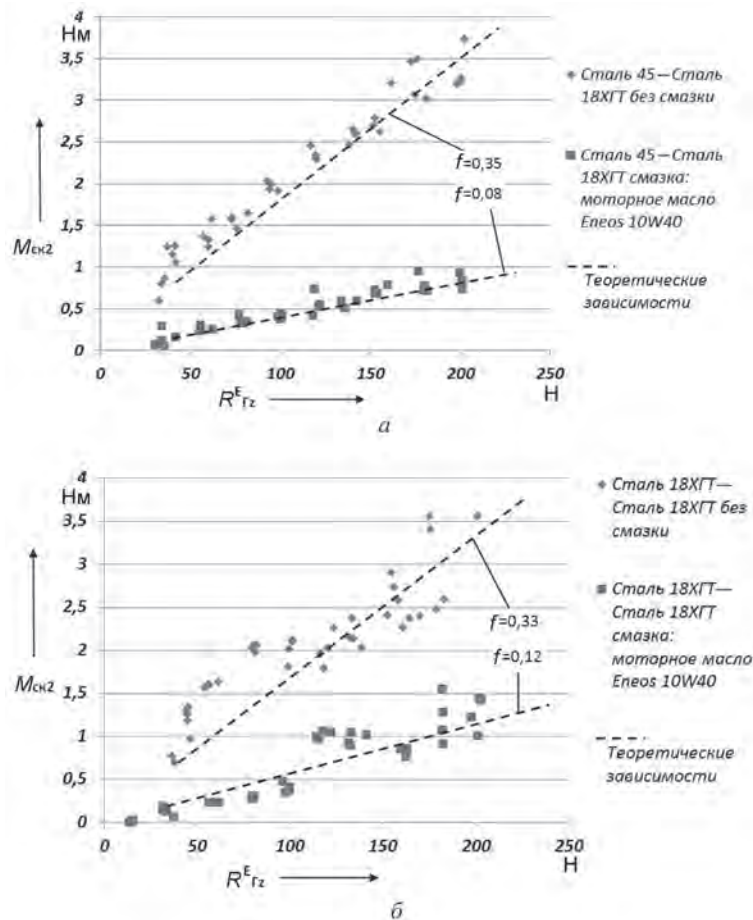 4
Нм
3,5
3
2,5
2
1,5
Mск2
1
0,5
0
0
50
100
150
200
250
RᴱГz
Н
f=0,35
f=0,08
Сталь 45—Сталь
18ХГТ без смазки
Сталь 45—Сталь
18ХГТ смазка:
моторное масло
Eneos 10W40
Теоретические
зависимости
а
4
Нм
3,5
3
2,5
2
Mск2
1,5
1
0,5
0
0
50
100
150
200
250
RᴱГz
Н
f=0,33
f=0,12
Сталь 18ХГТ—
Сталь 18ХГТ без
смазки
Сталь 18ХГТ—
Сталь 18ХГТ
смазка:
моторное масло
Eneos 10W40
Теоретические
зависимости
б